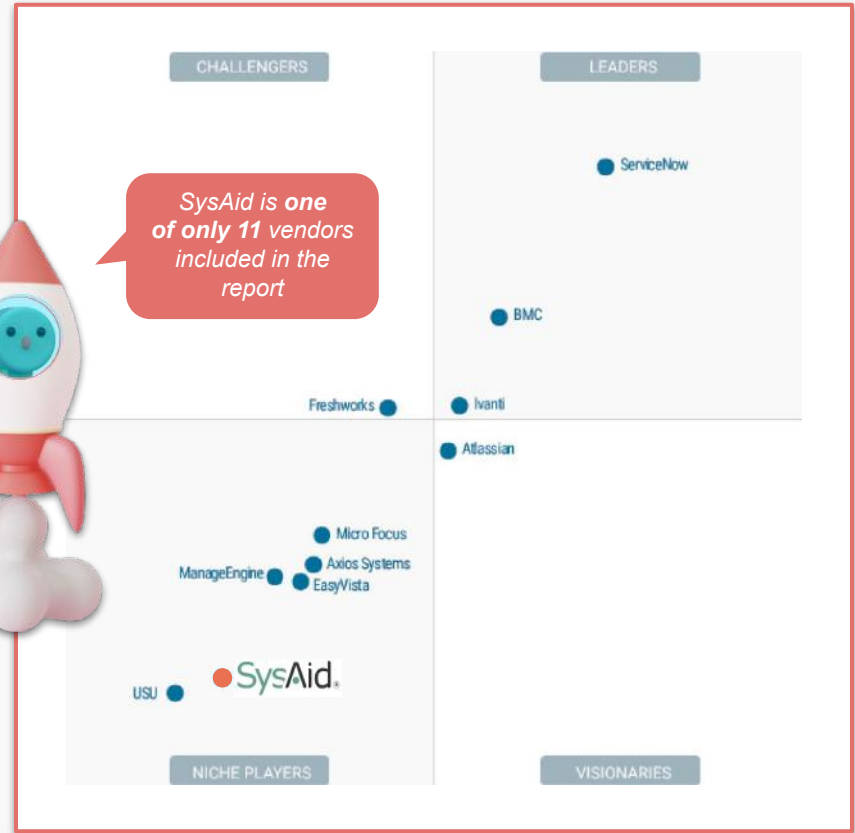 CHALLENGERS
LEADERS
ServiceNow
SysAid is one
of only 11 vendors
included in the
report
BMC
Freshworks
Ivanti
Atlassian
Micro Focus
Axios Systems
ManageEngine
EasyVista
SysAid®
USU
NICHE PLAYERS
VISIONARIES